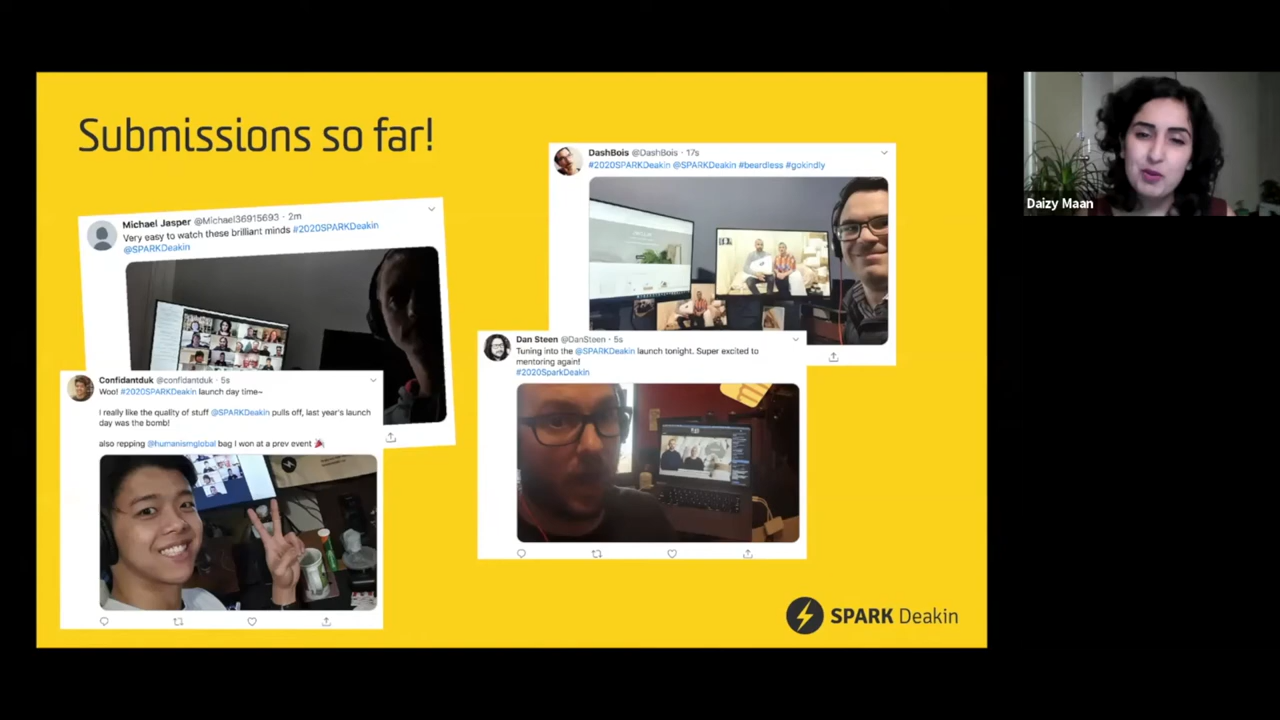 Submissions so far!
DashBois @DashBois · 17s
#2020SPARKDeakin @SPARKDeakin #beardless #gokindly
Michael Jasper @Michael36915693 · 2m
Very easy to watch these brilliant minds #2020SPARKDeakin
@SPARKDeakin
Dan Steen @DanSteen · 5s
Tuning into the @SPARKDeakin launch tonight. Super excited to
mentoring again!
#2020SparkDeakin
Confidantduk @confidantduk · 5s
Woo! #2020SPARKDeakin launch day time~
I really like the quality of stuff @SPARKDeakin pulls off, last year's launch
day was the bomb!
also repping @humanismglobal bag I won at a prev event 🎉
SPARK Deakin
Daizy Maan